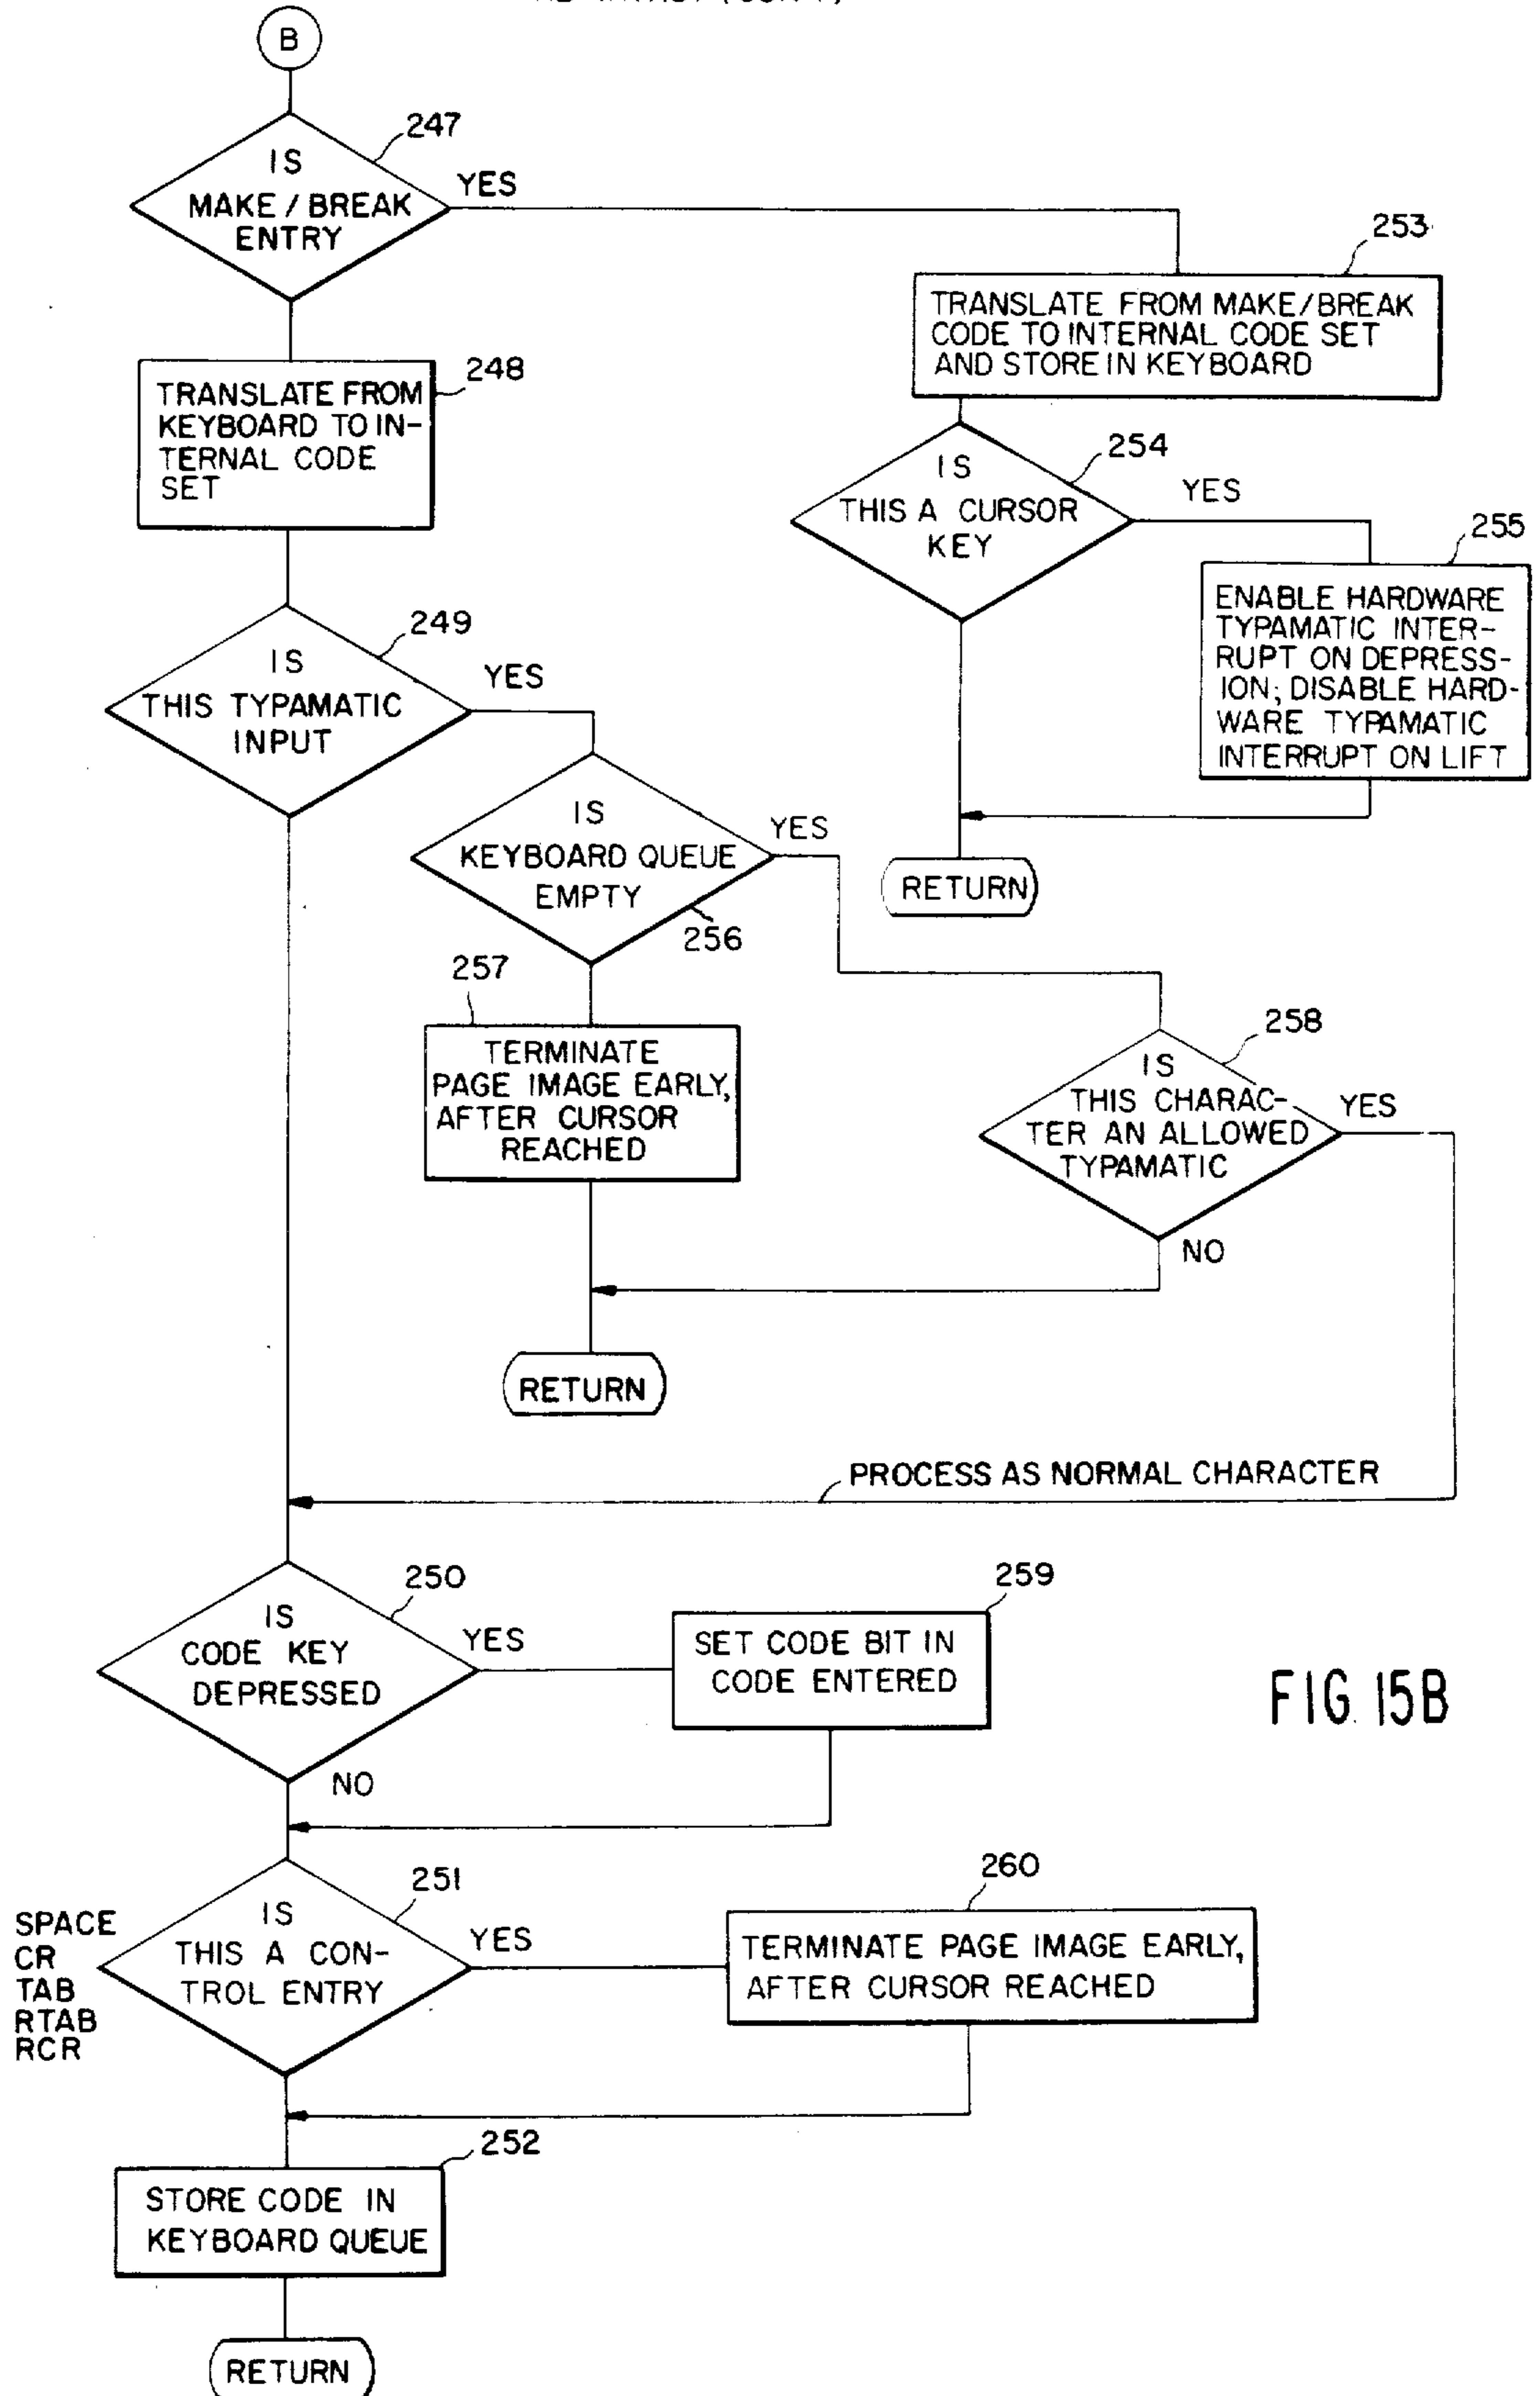 B
247
IS
MAKE / BREAK
ENTRY
YES
253
TRANSLATE FROM MAKE/BREAK
CODE TO INTERNAL CODE SET
AND STORE IN KEYBOARD
248
TRANSLATE FROM
KEYBOARD TO IN-
TERNAL CODE
SET
254
IS
THIS A CURSOR
KEY
YES
255
ENABLE HARDWARE
TYPAMATIC INTER-
RUPT ON DEPRESS-
ION; DISABLE HARD-
WARE TYPAMATIC
INTERRUPT ON LIFT
RETURN
249
IS
THIS TYPAMATIC
INPUT
YES
IS
KEYBOARD QUEUE
EMPTY
YES
256
257
TERMINATE
PAGE IMAGE EARLY,
AFTER CURSOR
REACHED
258
IS
THIS CHARAC-
TER AN ALLOWED
TYPAMATIC
YES
NO
RETURN
PROCESS AS NORMAL CHARACTER
250
IS
CODE KEY
DEPRESSED
YES
NO
259
SET CODE BIT IN
CODE ENTERED
FIG. 15B
251
SPACE
CR
TAB
RTAB
RCR
IS
THIS A CON-
TROL ENTRY
YES
260
TERMINATE PAGE IMAGE EARLY,
AFTER CURSOR REACHED
252
STORE CODE IN
KEYBOARD QUEUE
RETURN